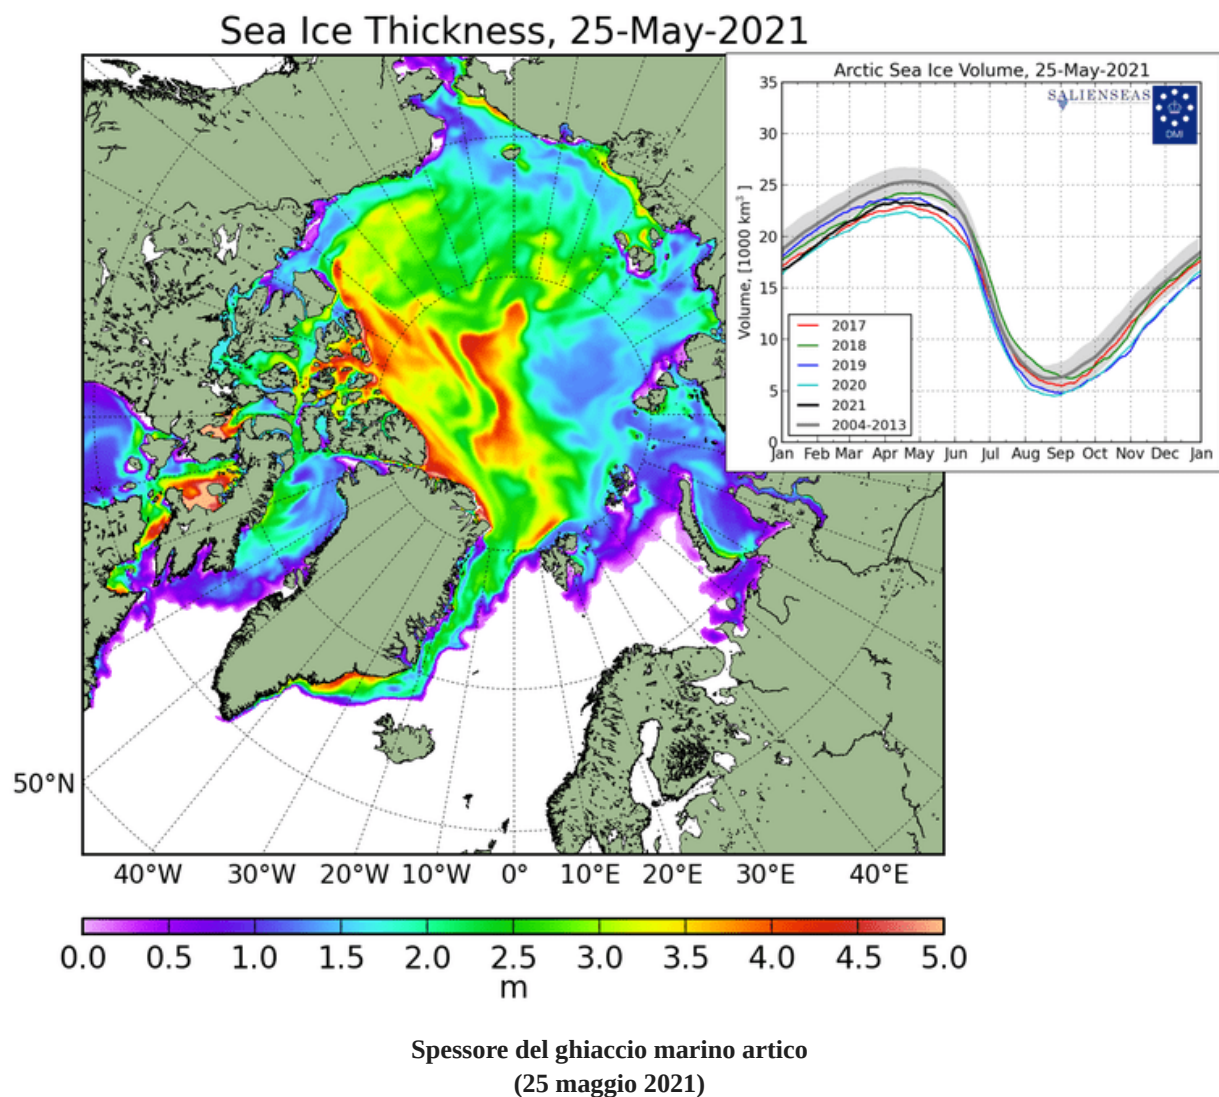 Sea Ice Thickness, 25-May-2021
Arctic Sea Ice Volume, 25-May-2021
SALIENSEAS
DMI
Volume, [1000 km³ ]
35
30
25
20
15
10
5
0
2017
2018
2019
2020
2021
2004-2013
Jan Feb Mar Apr May Jun Jul Aug Sep Oct Nov Dec Jan
50°N
40°W 30°W 20°W 10°W 0° 10°E 20°E 30°E 40°E
0.0 0.5 1.0 1.5 2.0 2.5 3.0 3.5 4.0 4.5 5.0
m
Spessore del ghiaccio marino artico
(25 maggio 2021)